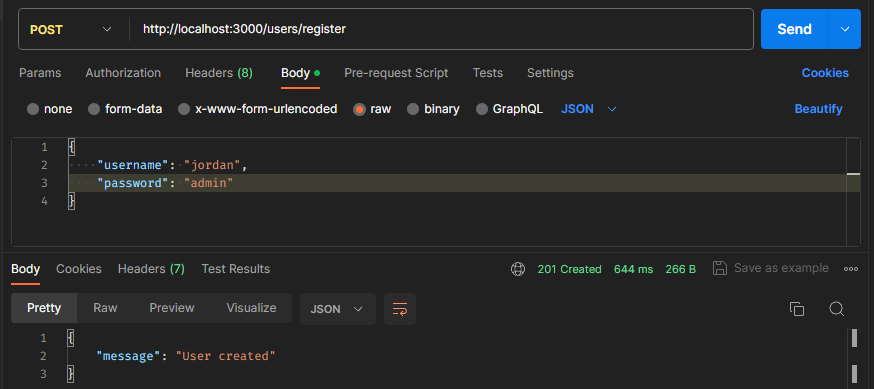 POST http://localhost:3000/users/register Send
Params Authorization Headers (8) Body Pre-request Script Tests Settings Cookies
none form-data x-www-form-urlencoded raw binary GraphQL JSON Beautify
1 {
2 "username": "jordan",
3 "password": "admin"
4 }
Body Cookies Headers (7) Test Results 201 Created 644 ms 266 B Save as example
Pretty Raw Preview Visualize JSON
1 {
2 "message": "User created"
3 }